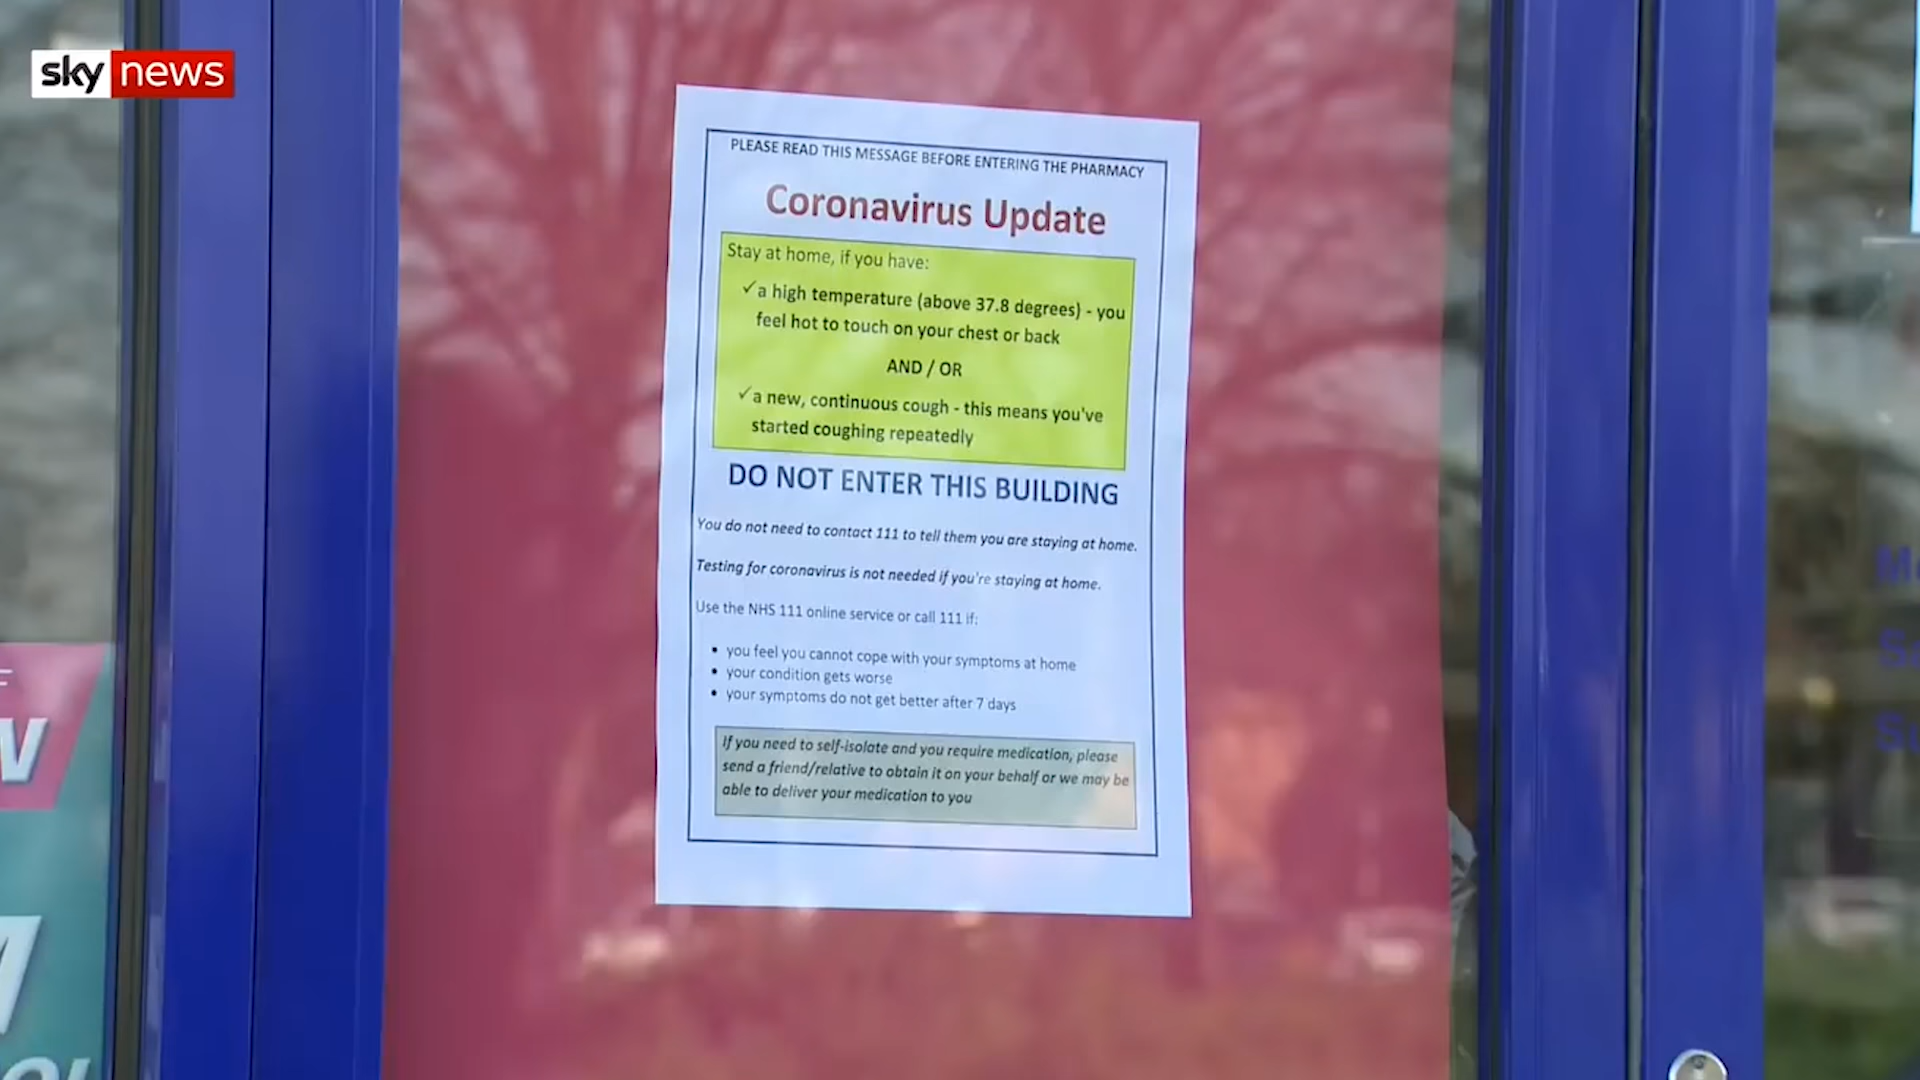 sky news
PLEASE READ THIS MESSAGE BEFORE ENTERING THE PHARMACY
Coronavirus Update
Stay at home, if you have:
✓a high temperature (above 37.8 degrees) - you
feel hot to touch on your chest or back
AND / OR
✓a new, continuous cough - this means you've
started coughing repeatedly
DO NOT ENTER THIS BUILDING
You do not need to contact 111 to tell them you are staying at home.
Testing for coronavirus is not needed if you're staying at home.
Use the NHS 111 online service or call 111 if:
• you feel you cannot cope with your symptoms at home
• your condition gets worse
• your symptoms do not get better after 7 days
If you need to self-isolate and you require medication, please
send a friend/relative to obtain it on your behalf or we may be
able to deliver your medication to you